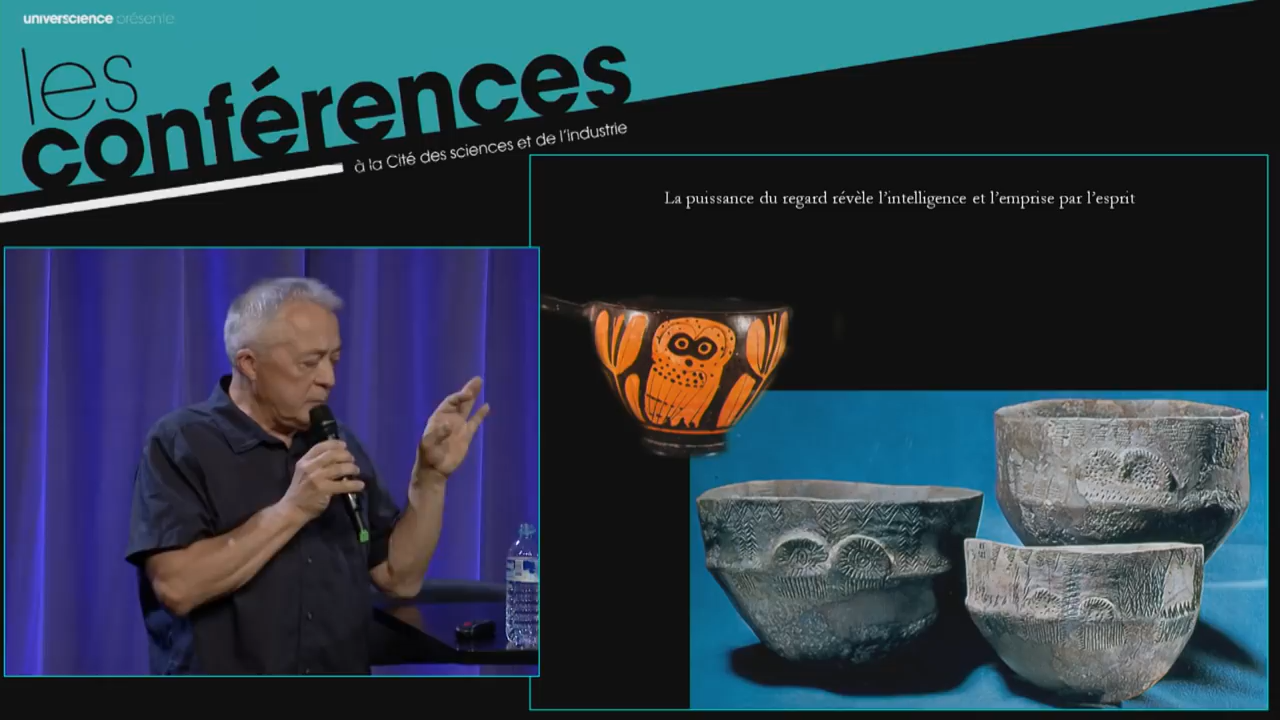 universcience présente
les
conférences
à la Cité des sciences et de l'industrie
La puissance du regard révèle l'intelligence et l'emprise par l'esprit